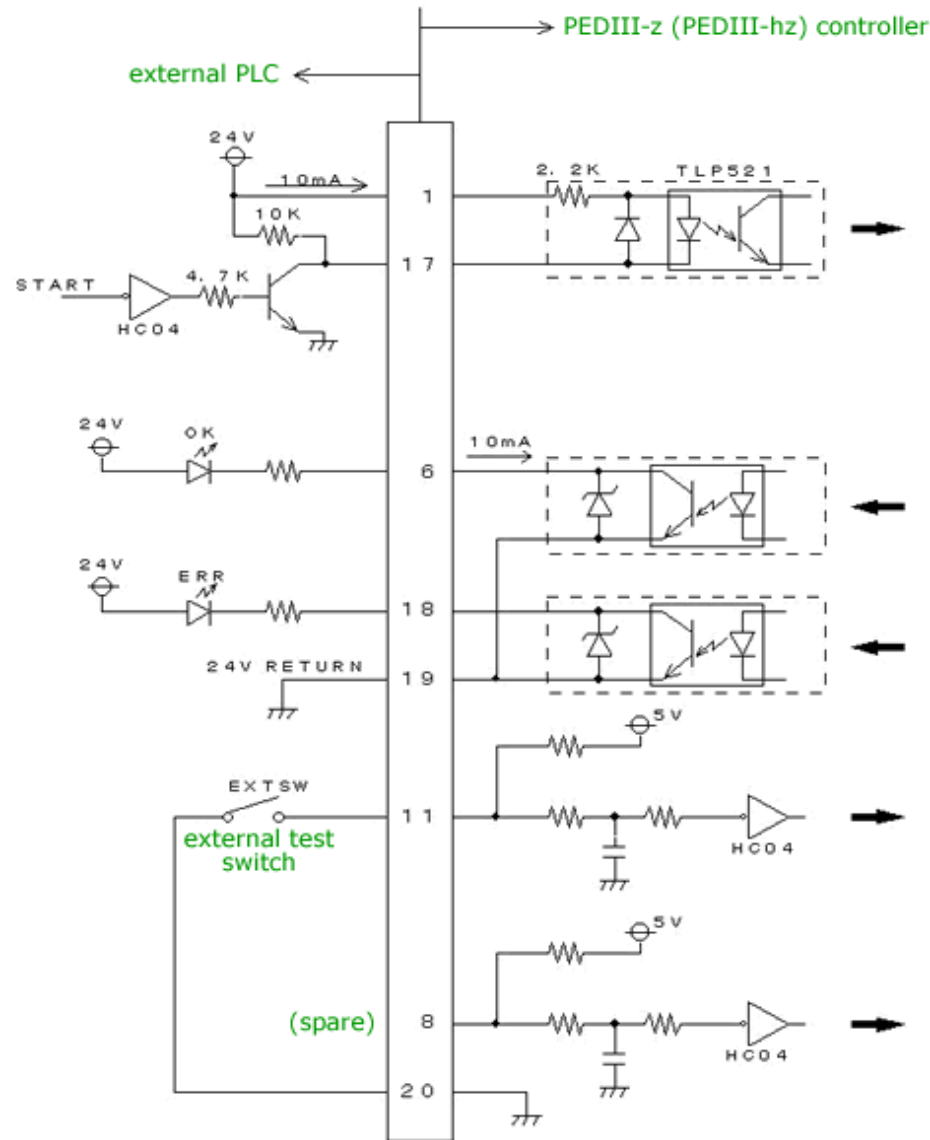 PEDIII-z (PEDIII-hz) controller
external PLC
24V
10mA
1
2. 2K
TLP521
10K
17
START
4. 7K
HC04
24V
OK
6
10mA
24V
ERR
18
24V RETURN
19
5V
EXTSW
11
external test
switch
HC04
5V
(spare)
8
HC04
20